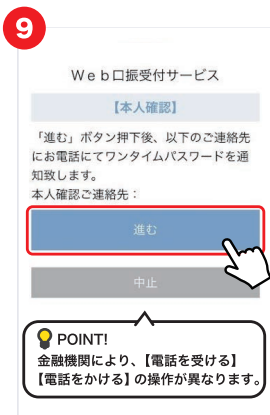 9
Web口振受付サービス
【本人確認】
「進む」ボタン押下後、以下のご連絡先
にお電話にてワンタイムパスワードを通
知致します。
本人確認ご連絡先：
進む
中止
POINT!
金融機関により、【電話を受ける】
【電話をかける】の操作が異なります。